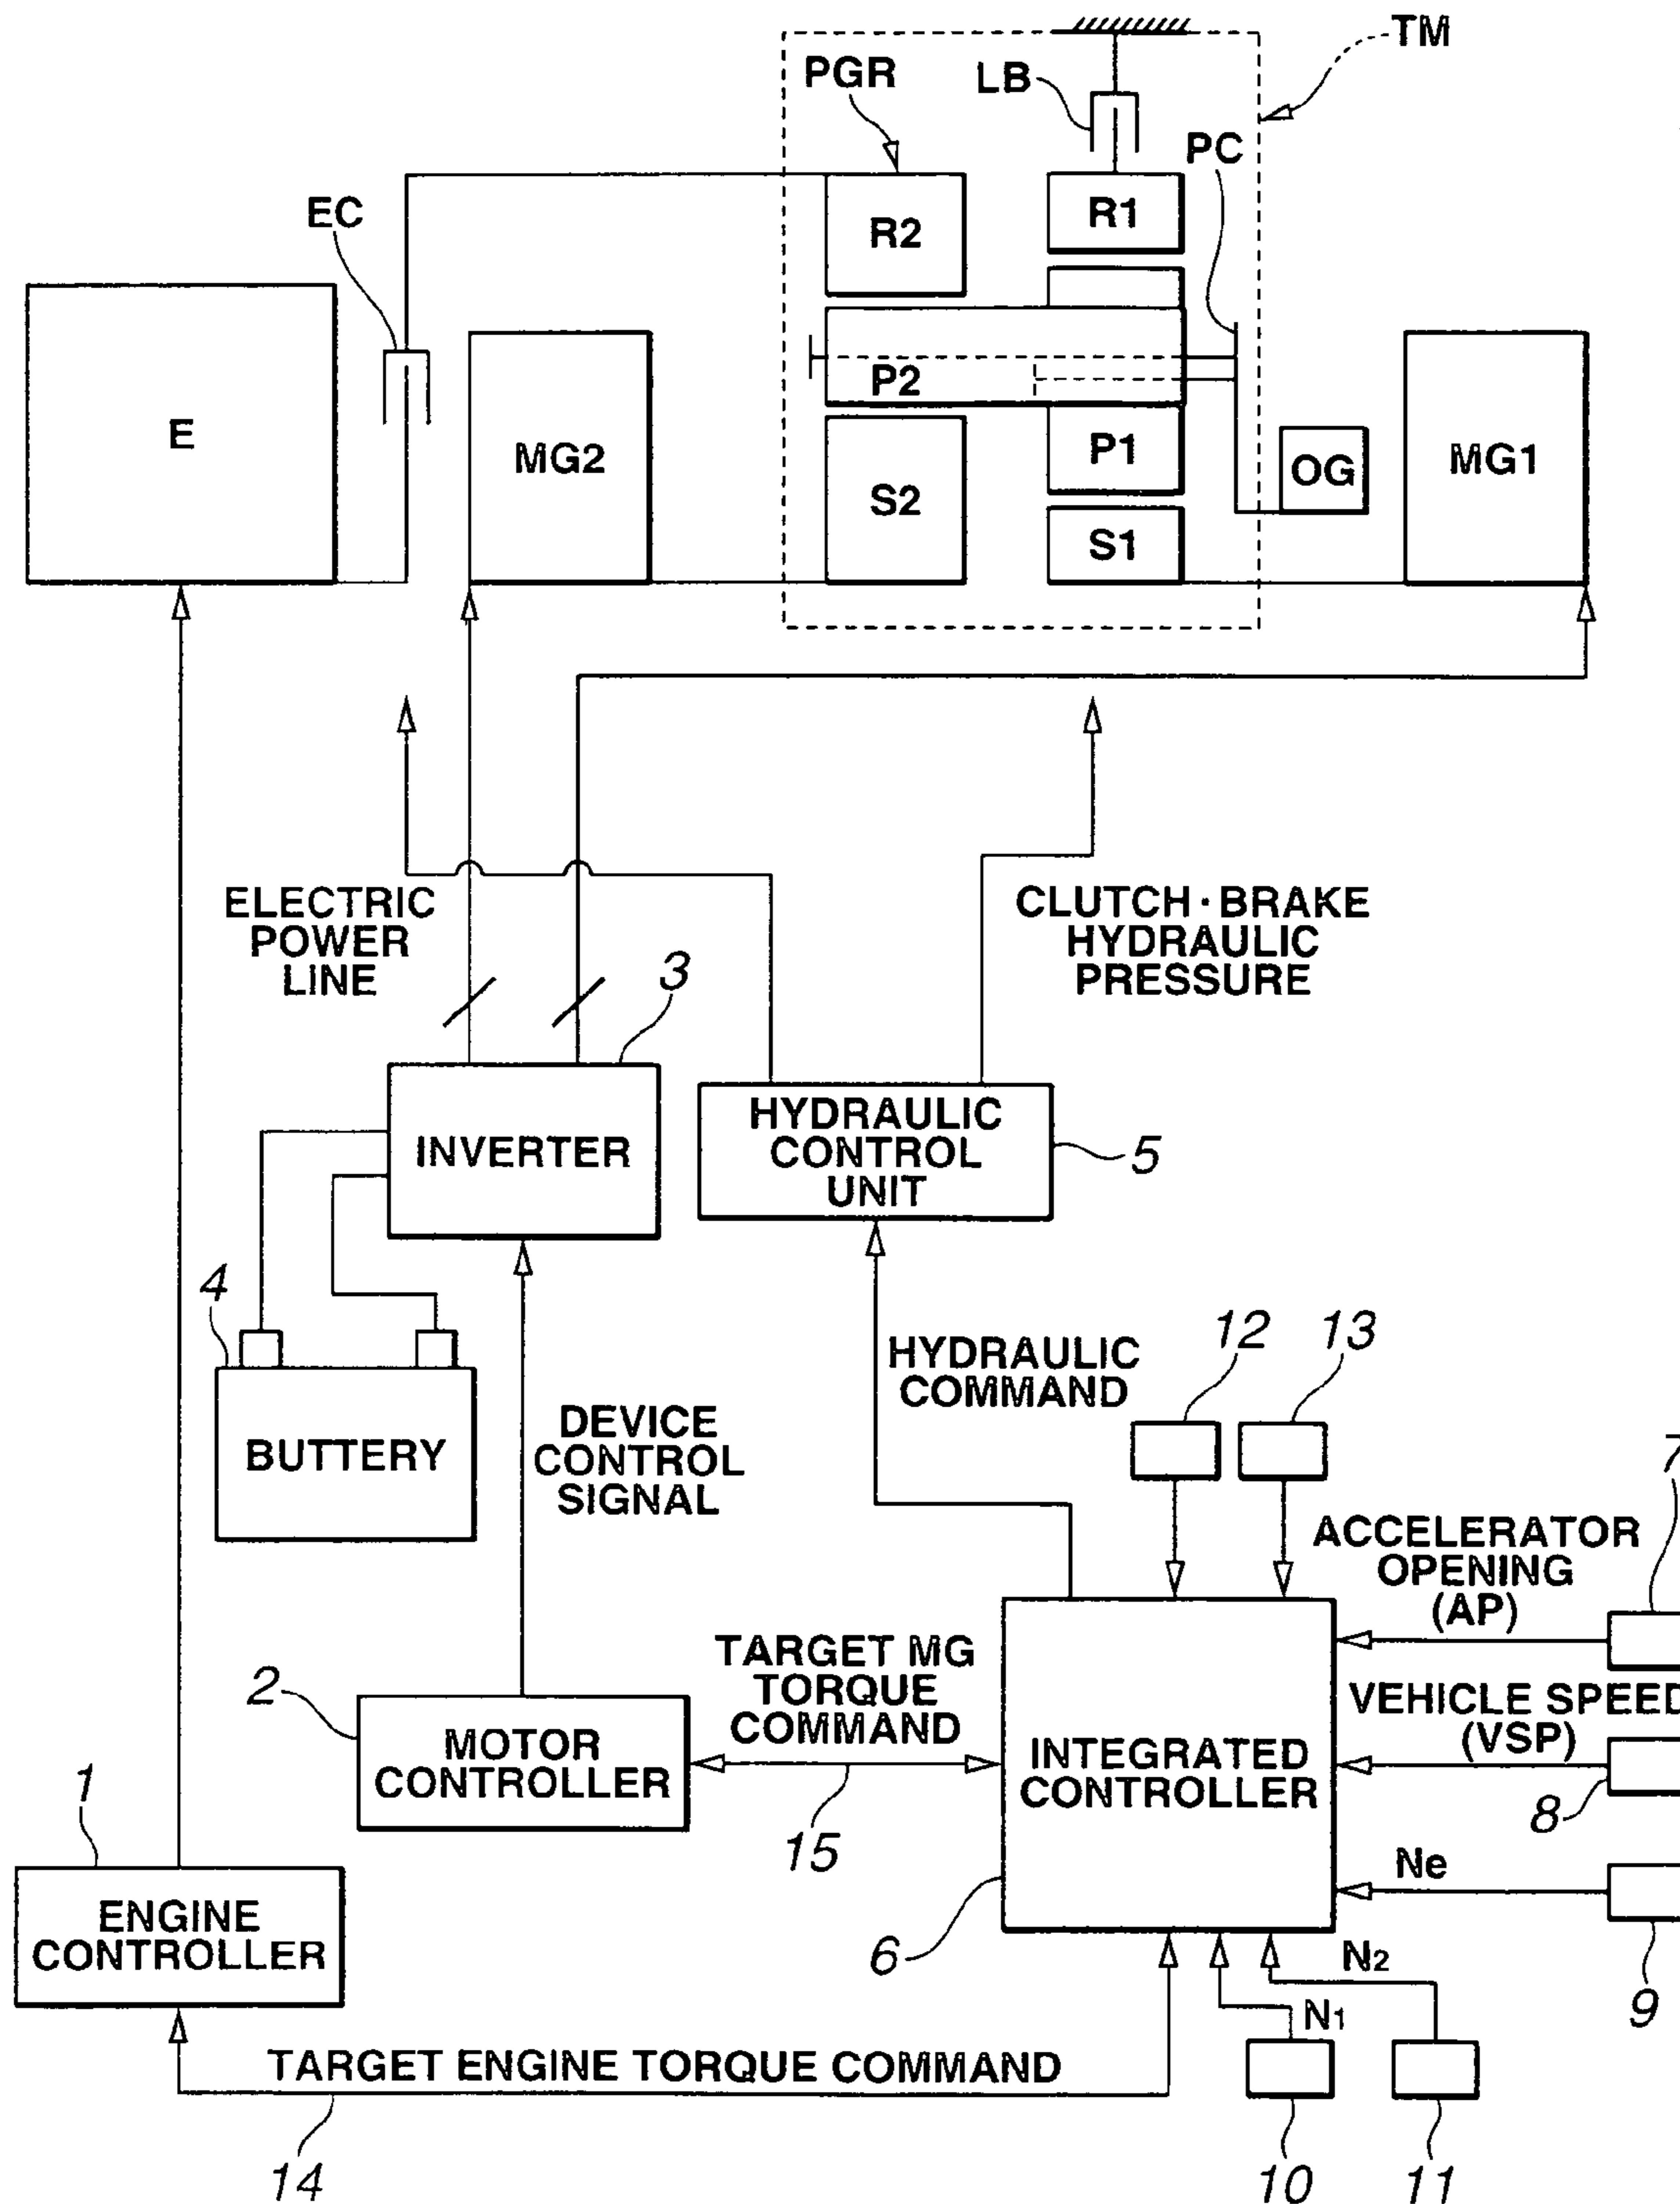 TM
PGR
LB
PC
EC
R2
R1
E
MG2
P2
P1
OG
MG1
S2
S1
ELECTRIC
POWER
LINE
CLUTCH · BRAKE
HYDRAULIC
PRESSURE
3
INVERTER
HYDRAULIC
CONTROL
UNIT
5
4
BUTTERY
DEVICE
CONTROL
SIGNAL
HYDRAULIC
COMMAND
12
13
7
ACCELERATOR
OPENING
(AP)
2
MOTOR
CONTROLLER
TARGET MG
TORQUE
COMMAND
15
INTEGRATED
CONTROLLER
VEHICLE SPEED
(VSP)
8
1
ENGINE
CONTROLLER
6
Ne
9
N2
N1
TARGET ENGINE TORQUE COMMAND
14
10
11